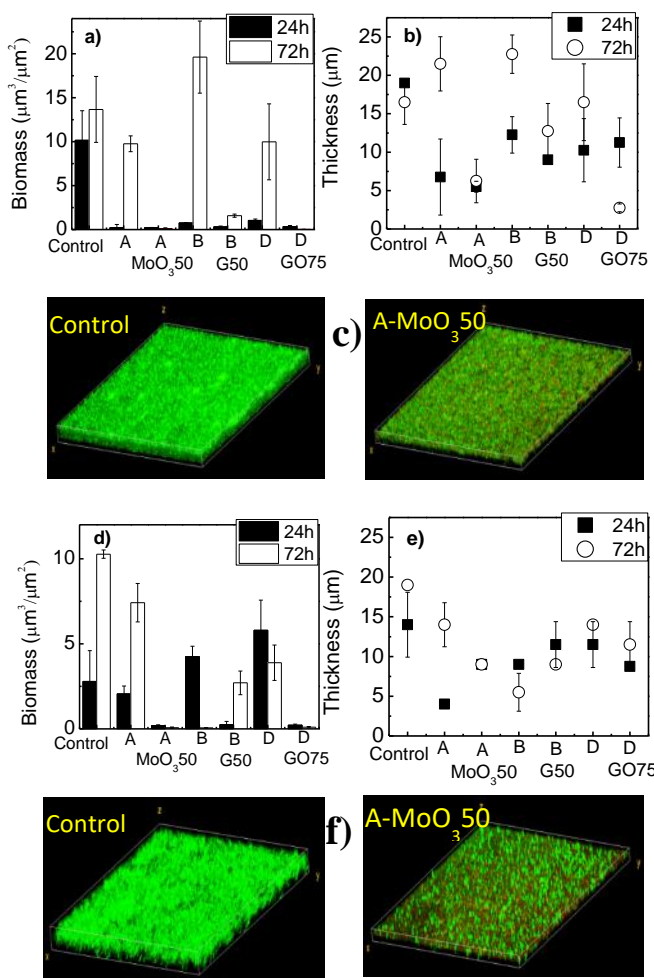 a)
24h
72h
Biomass (μm³/μm²)
20
15
10
5
0
Control A A B B D D
MoO₃50 G50 GO75
b)
24h
72h
Thickness (μm)
25
20
15
10
5
0
Control A A B B D D
MoO₃50 G50 GO75
Control
z
y
x
c)
A-MoO₃50
z
y
x
d)
24h
72h
Biomass (μm³/μm²)
10
5
0
Control A A B B D D
MoO₃50 G50 GO75
e)
24h
72h
Thickness (μm)
25
20
15
10
5
0
Control A A B B D D
MoO₃50 G50 GO75
Control
z
y
x
f)
A-MoO₃50
z
y
x